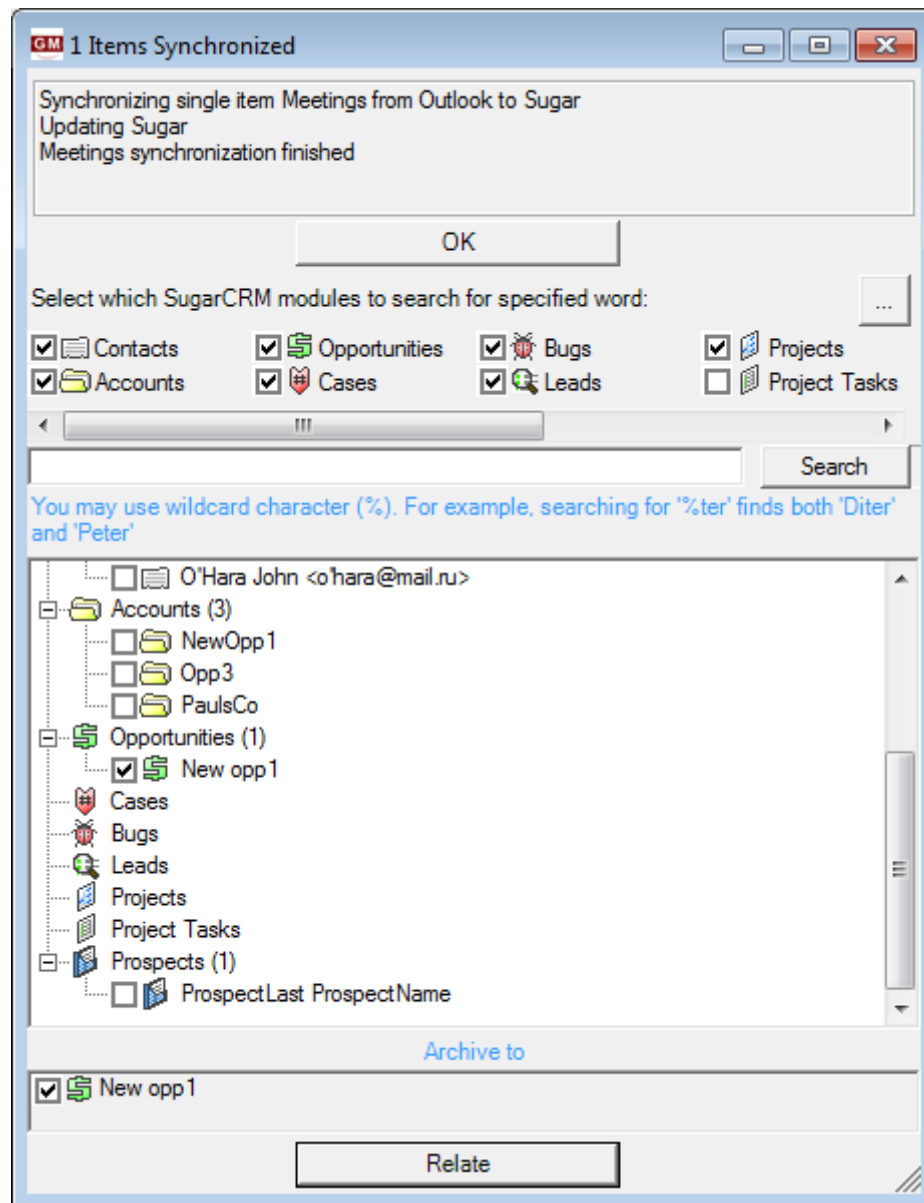 GM 1 Items Synchronized
Synchronizing single item Meetings from Outlook to Sugar
Updating Sugar
Meetings synchronization finished
OK
Select which SugarCRM modules to search for specified word:
...
Contacts Opportunities Bugs Projects
Accounts Cases Leads Project Tasks
Search
You may use wildcard character (%). For example, searching for '%ter' finds both 'Diter'
and 'Peter'
O'Hara John <o'hara@mail.ru>
Accounts (3)
NewOpp1
Opp3
PaulsCo
Opportunities (1)
New opp1
Cases
Bugs
Leads
Projects
Project Tasks
Prospects (1)
ProspectLast ProspectName
Archive to
New opp1
Relate